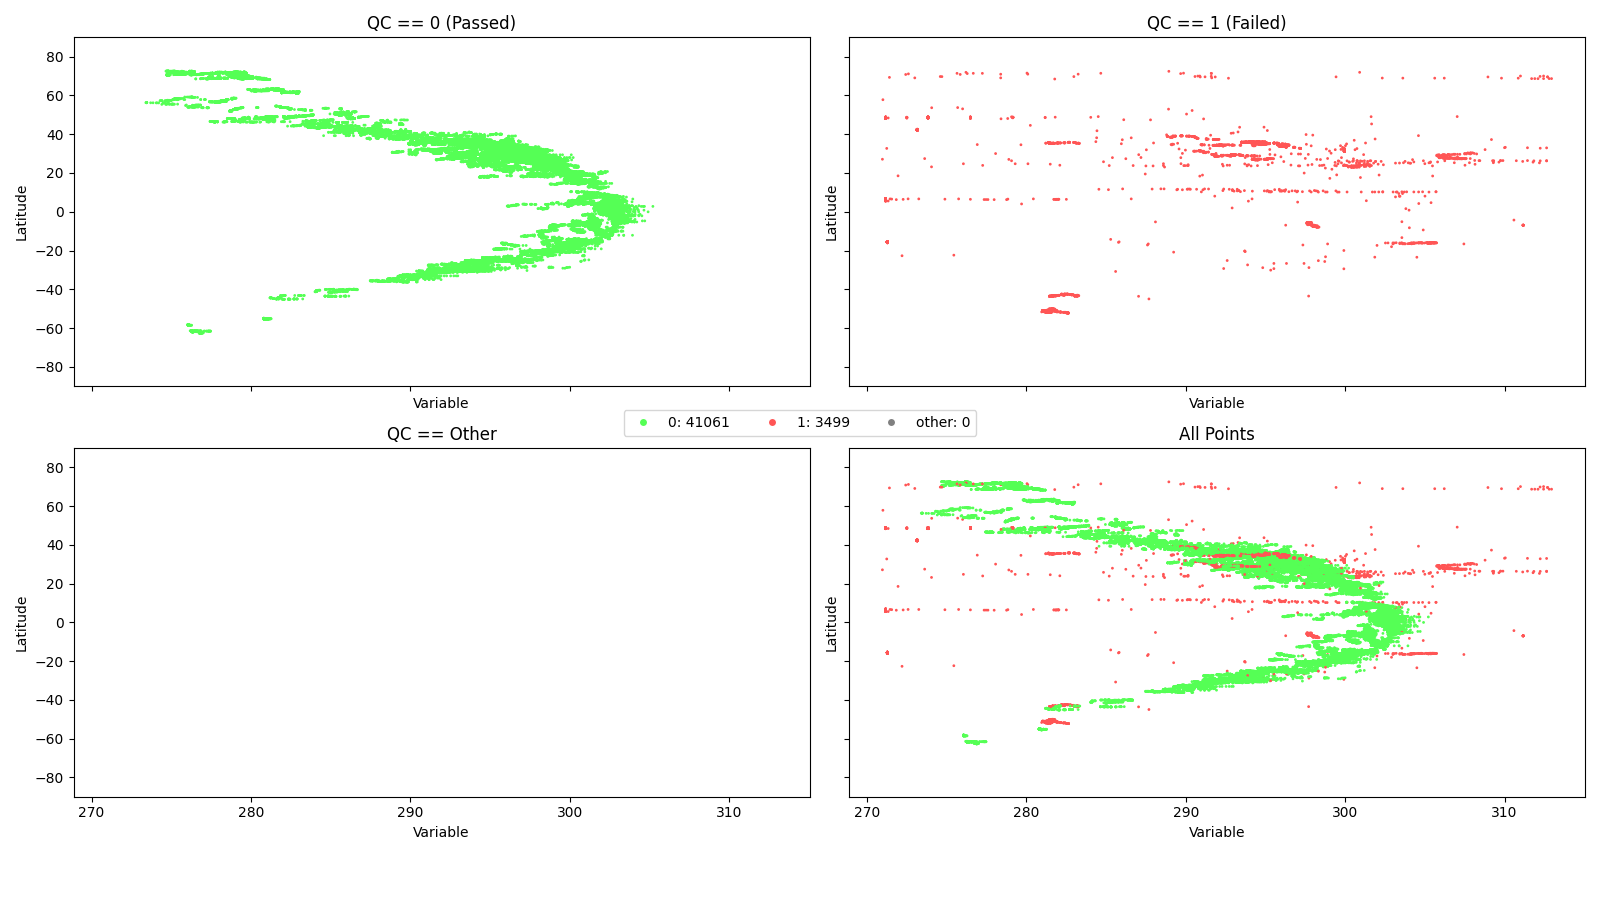 QC == 0 (Passed)
QC == 1 (Failed)
80
60
40
20
0
−20
−40
−60
−80
Latitude
Latitude
Variable
Variable
0: 41061
1: 3499
other: 0
QC == Other
All Points
80
60
40
20
0
−20
−40
−60
−80
Latitude
Latitude
270
280
290
300
310
270
280
290
300
310
Variable
Variable